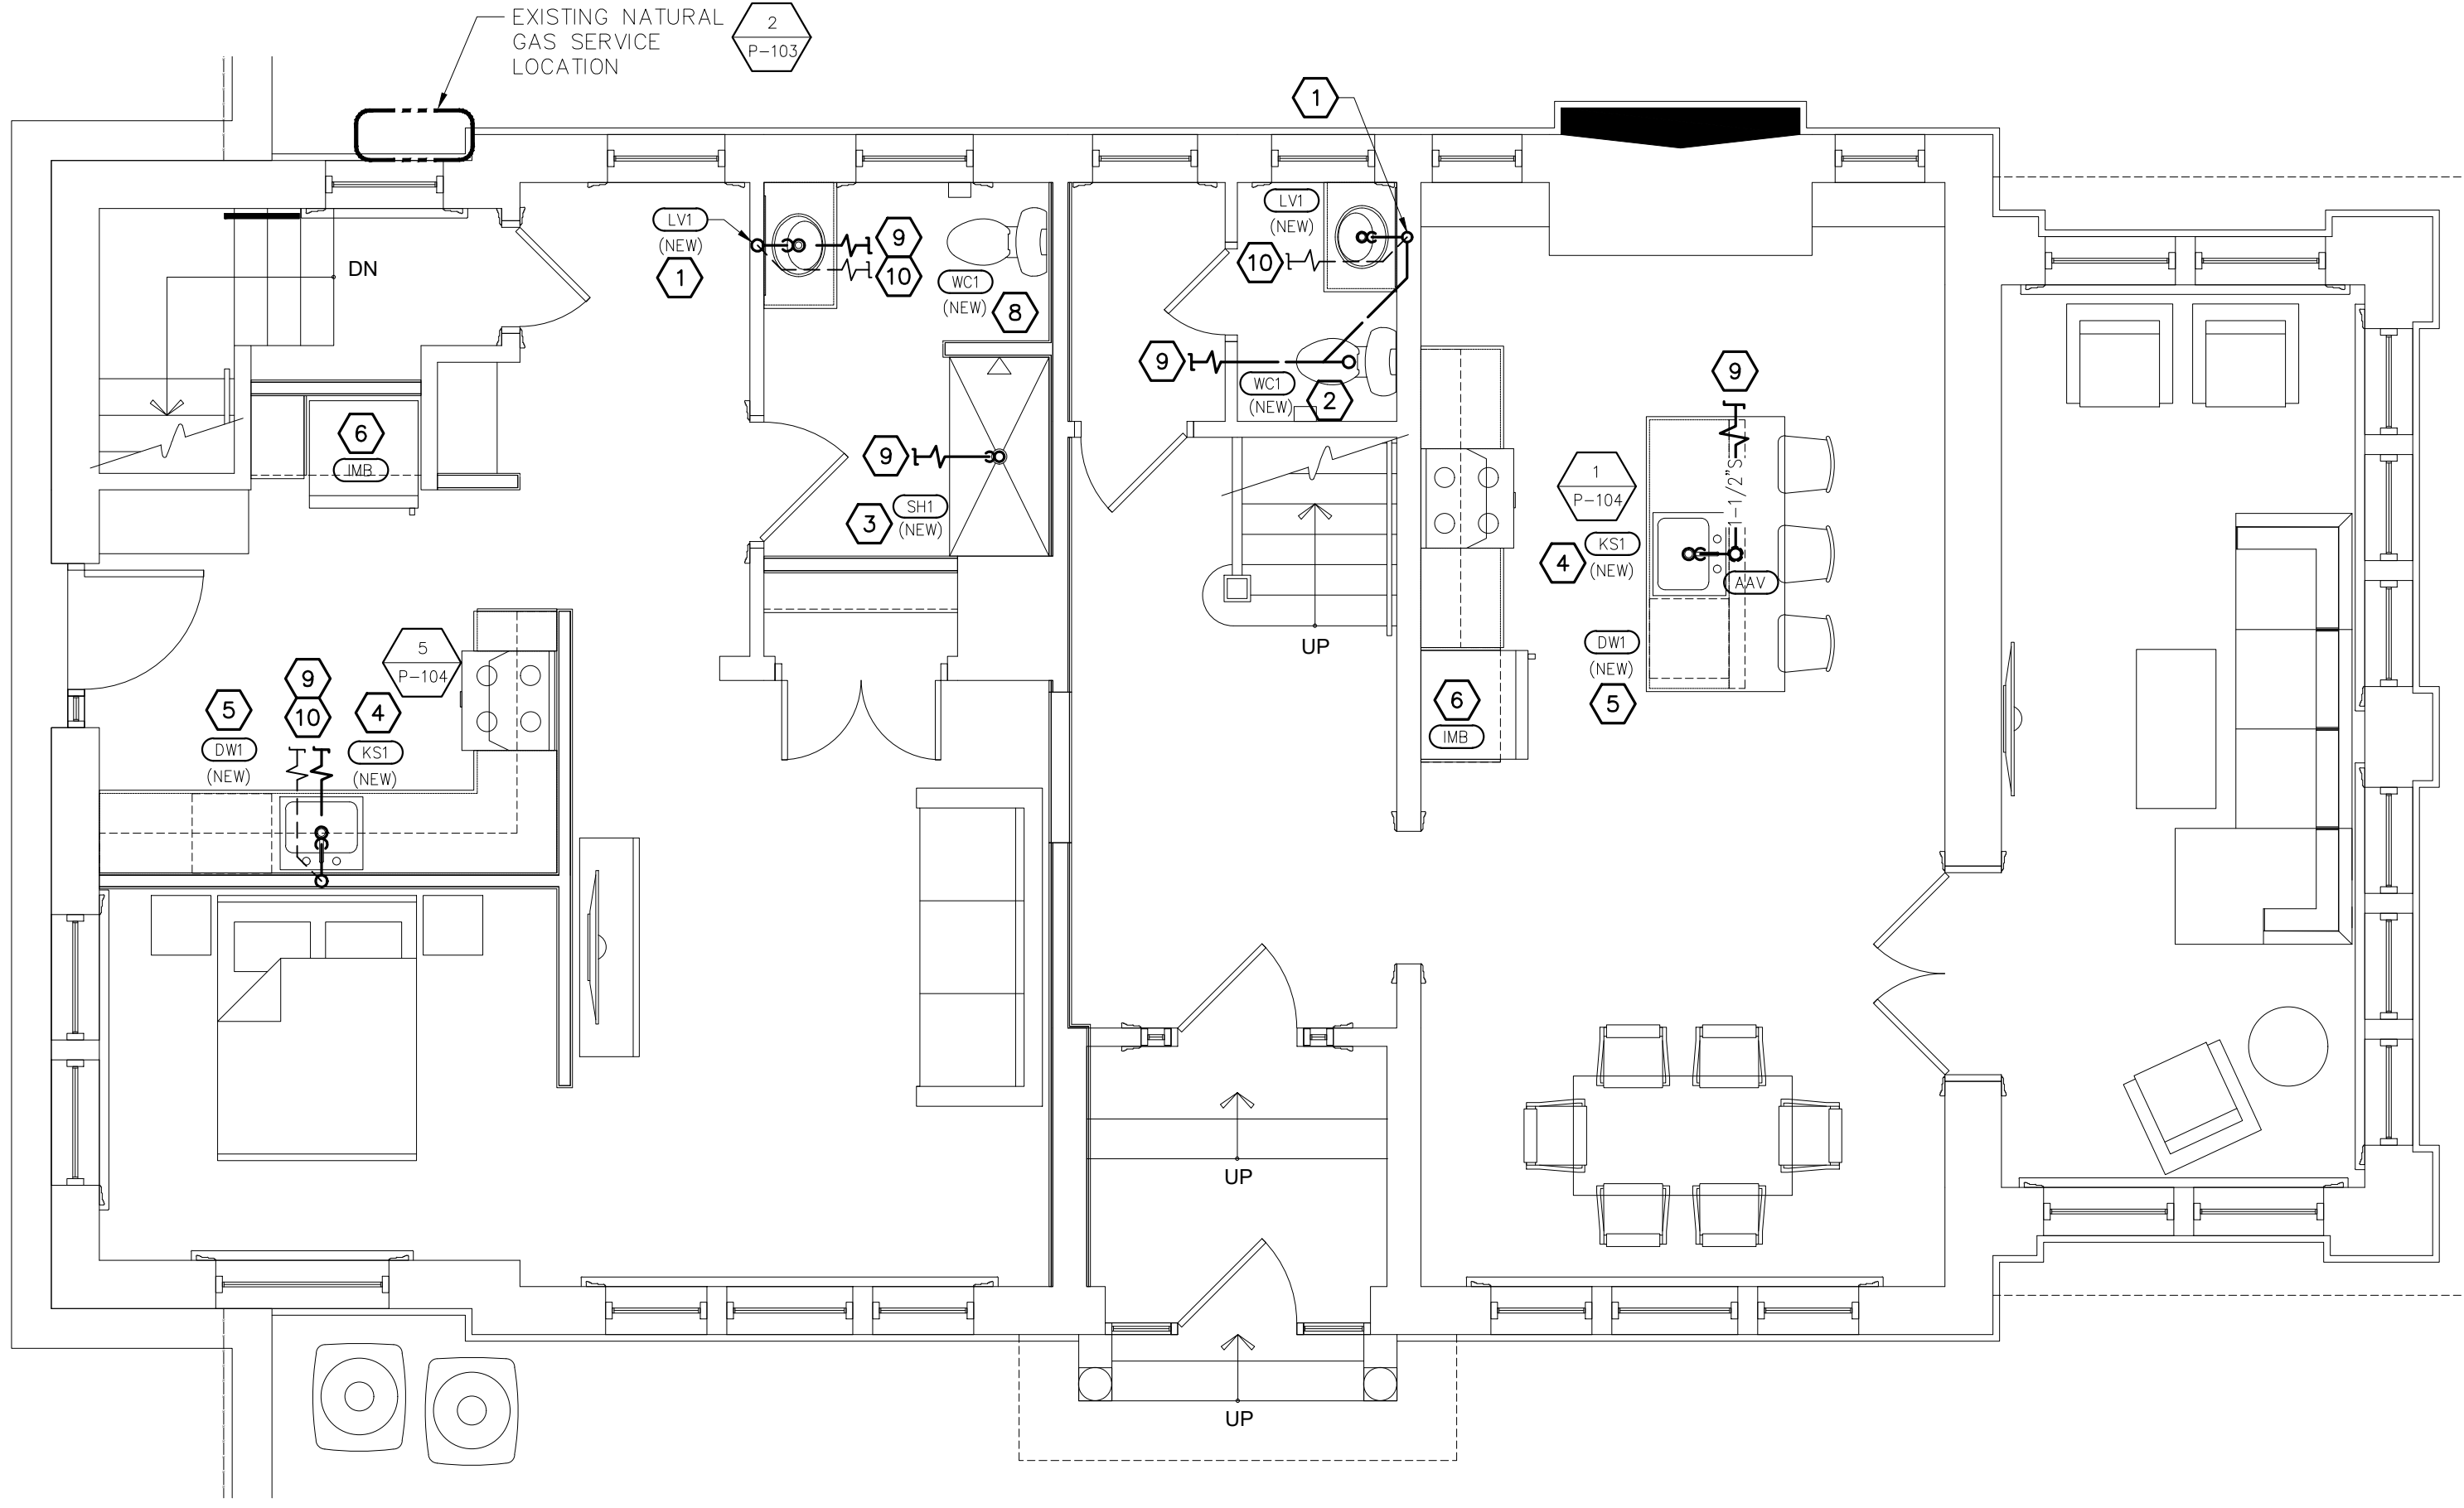 EXISTING NATURAL
GAS SERVICE
LOCATION
2
P-103
1
LV1
(NEW)
1
9
10
WC1
(NEW)
8
LV1
(NEW)
10
9
WC1
(NEW)
2
DN
6
IMB
9
3
SH1
(NEW)
9
1-1/2"S
1
P-104
4
KS1
(NEW)
AAV
DW1
(NEW)
5
UP
6
IMB
5
P-104
9
10
5
4
DW1
(NEW)
KS1
(NEW)
UP
UP